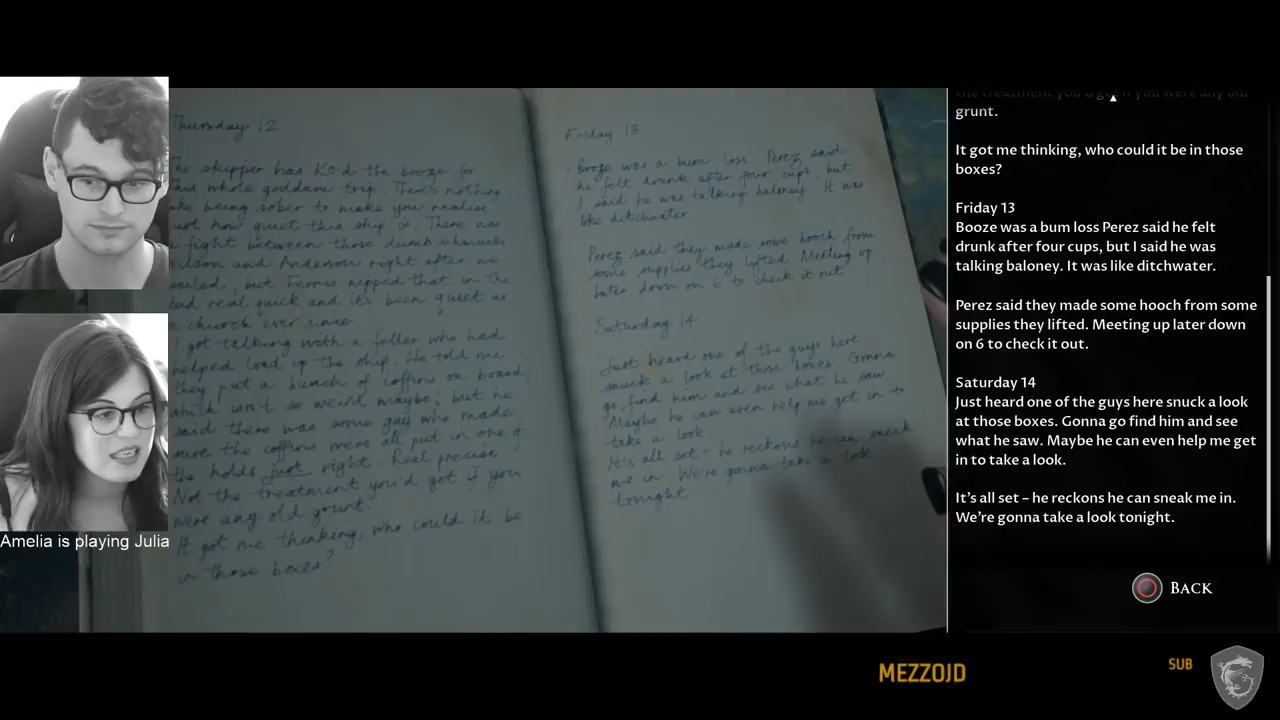 Thursday 12
The skipper has KO'd the booze for
this whole goddam trip. There's nothing
like being sober to make you realise
just how quiet this ship is. There was
a fight between those dumb
Wilson and Anderson right after we
sailed, but Ferres nipped that in the
bud real quick and it's been quiet as
a church ever since.
I got talking with a feller who had
helped load up the ship. He told me
they put a bunch of coffins on board
which isn't so weird maybe; but he
said there was some guy who made
sure the coffins were all put in one of
the holds just right. Real precise.
Not the treatment you'd get if you
were any old grunt.
It got me thinking, who could it be
in those boxes?
Friday 13
Booze was a bum loss Perez said
he felt drunk after four cups, but
I said he was talking baloney. It was
like ditchwater
Perez said they made some hooch from
some supplies they lifted. Meeting up
later down on 6 to check it out
Saturday 14
Just heard one of the guys here
snuck a look at those boxes. Gonna
go find him and see what he saw
Maybe he can even help me get in to
take a look
It's all set - he reckons he can sneak
me in. We're gonna take a look
tonight.
the treatment you'd get if you were any old
grunt.
It got me thinking, who could it be in those
boxes?
Friday 13
Booze was a bum loss Perez said he felt
drunk after four cups, but I said he was
talking baloney. It was like ditchwater.
Perez said they made some hooch from some
supplies they lifted. Meeting up later down
on 6 to check it out.
Saturday 14
Just heard one of the guys here snuck a look
at those boxes. Gonna go find him and see
what he saw. Maybe he can even help me get
in to take a look.
It's all set – he reckons he can sneak me in.
We're gonna take a look tonight.
BACK
Amelia is playing Julia
MEZZOJD
SUB